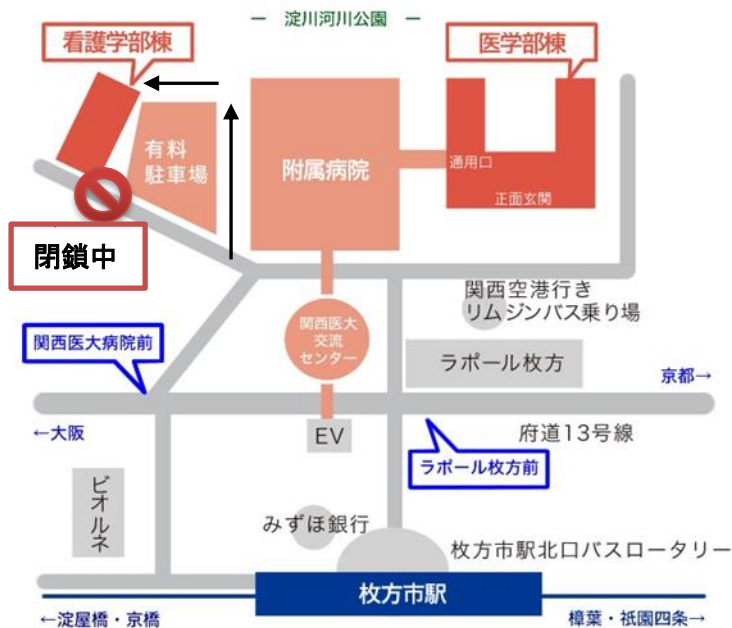 ― 淀川河川公園 ―
看護学部棟
医学部棟
有料
駐車場
附属病院
通用口
正面玄関
閉鎖中
関西空港行き
リムジンバス乗り場
関西医大
交流
センター
関西医大病院前
ラポール枚方
京都→
←大阪
EV
府道13号線
ラポール枚方前
ビオルネ
みずほ銀行
枚方市駅北口バスロータリー
枚方市駅
←淀屋橋・京橋
樟葉・祇園四条→